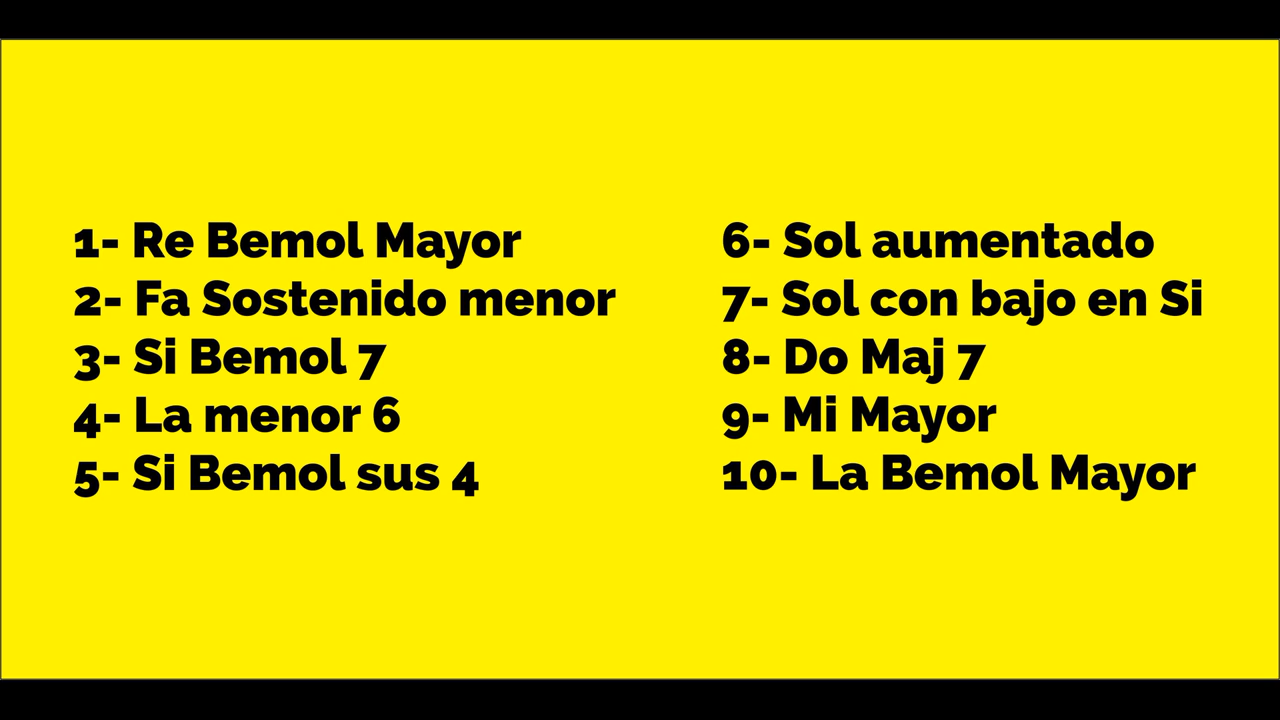 1- Re Bemol Mayor
2- Fa Sostenido menor
3- Si Bemol 7
4- La menor 6
5- Si Bemol sus 4
6- Sol aumentado
7- Sol con bajo en Si
8- Do Maj 7
9- Mi Mayor
10- La Bemol Mayor